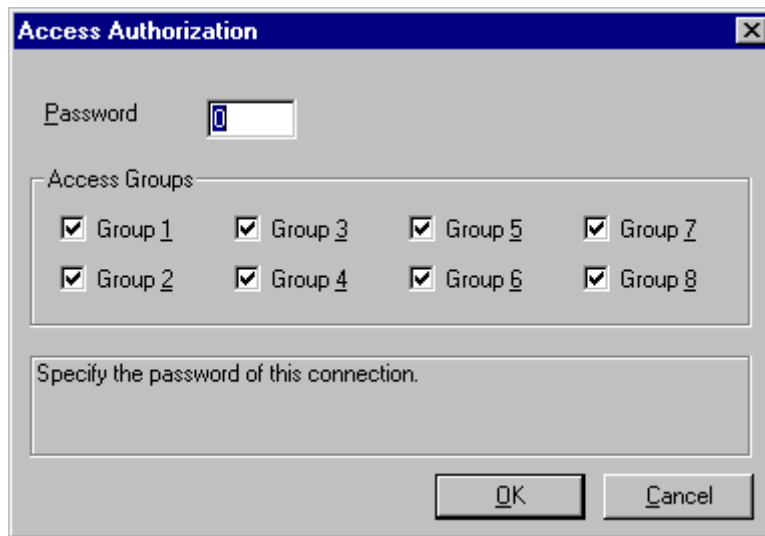 Access Authorization
Password 0
Access Groups
Group 1 Group 3 Group 5 Group 7
Group 2 Group 4 Group 6 Group 8
Specify the password of this connection.
OK Cancel